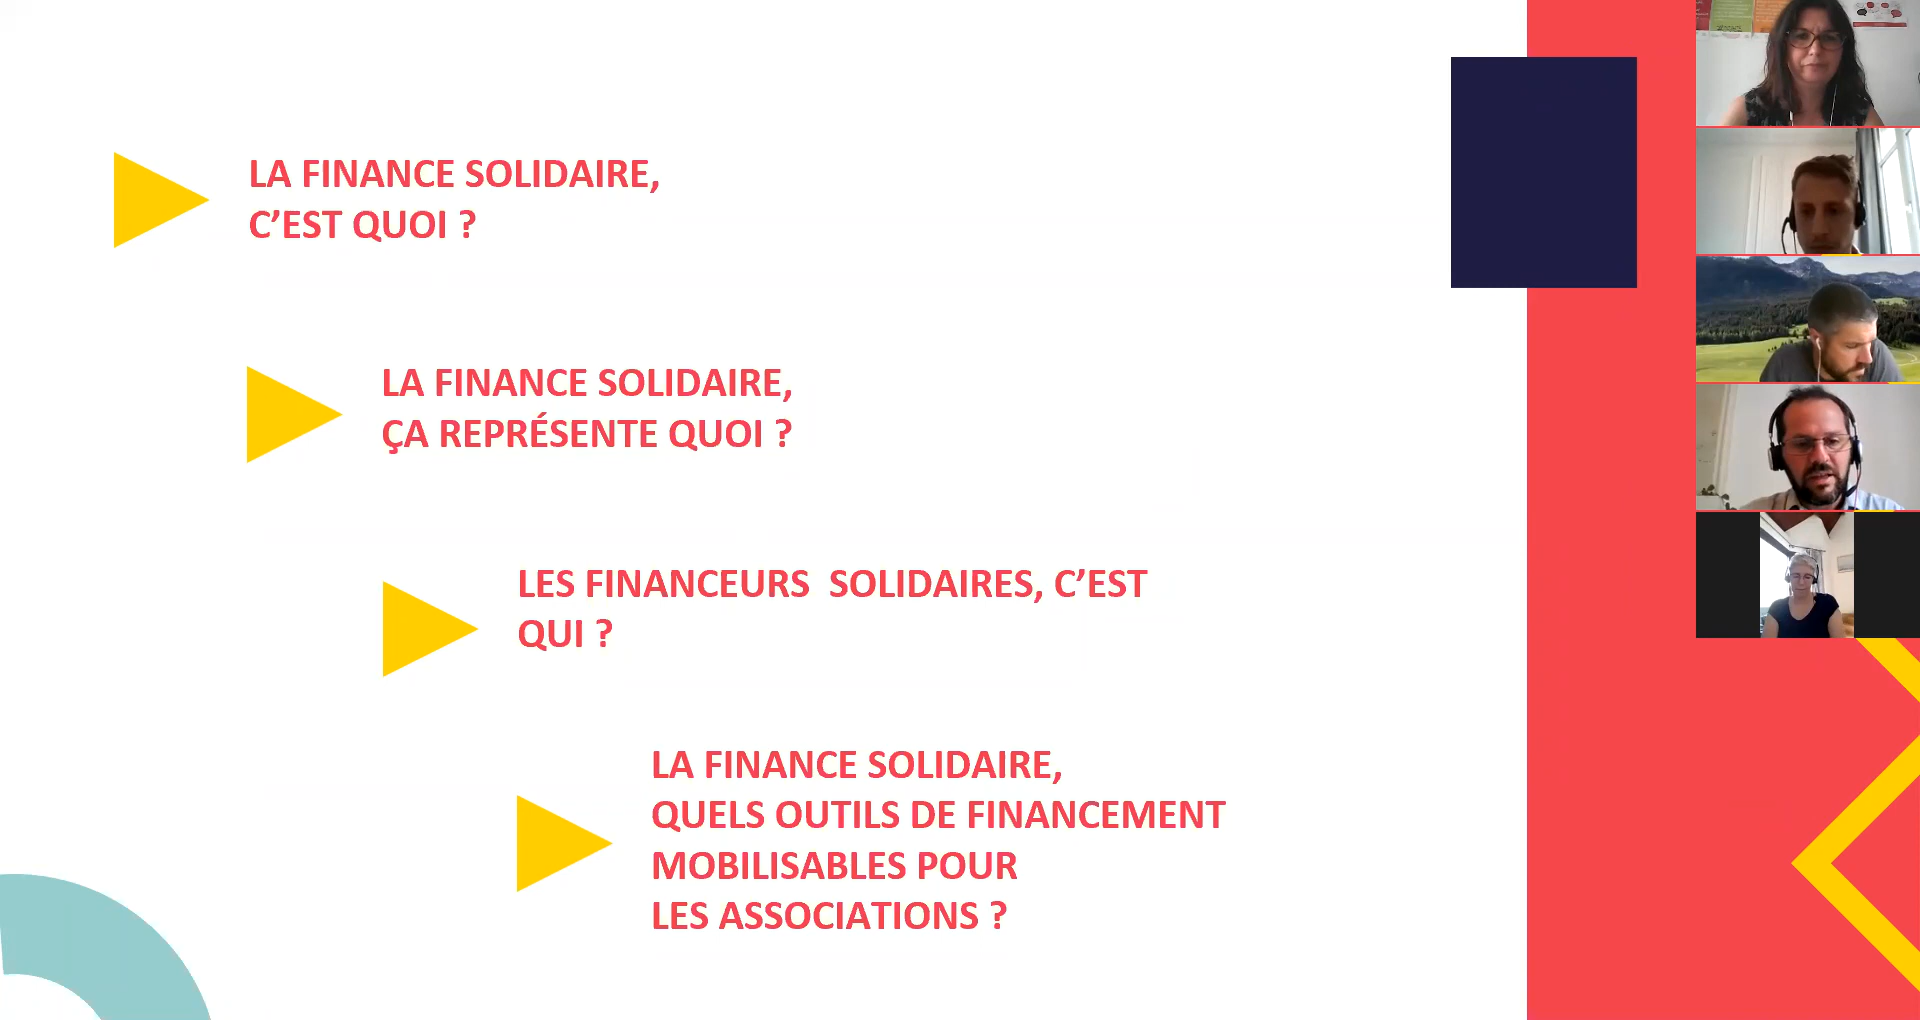 LA FINANCE SOLIDAIRE,
C’EST QUOI ?
LA FINANCE SOLIDAIRE,
ÇA REPRÉSENTE QUOI ?
LES FINANCEURS  SOLIDAIRES, C’EST
QUI ?
LA FINANCE SOLIDAIRE,
QUELS OUTILS DE FINANCEMENT
MOBILISABLES POUR
LES ASSOCIATIONS ?